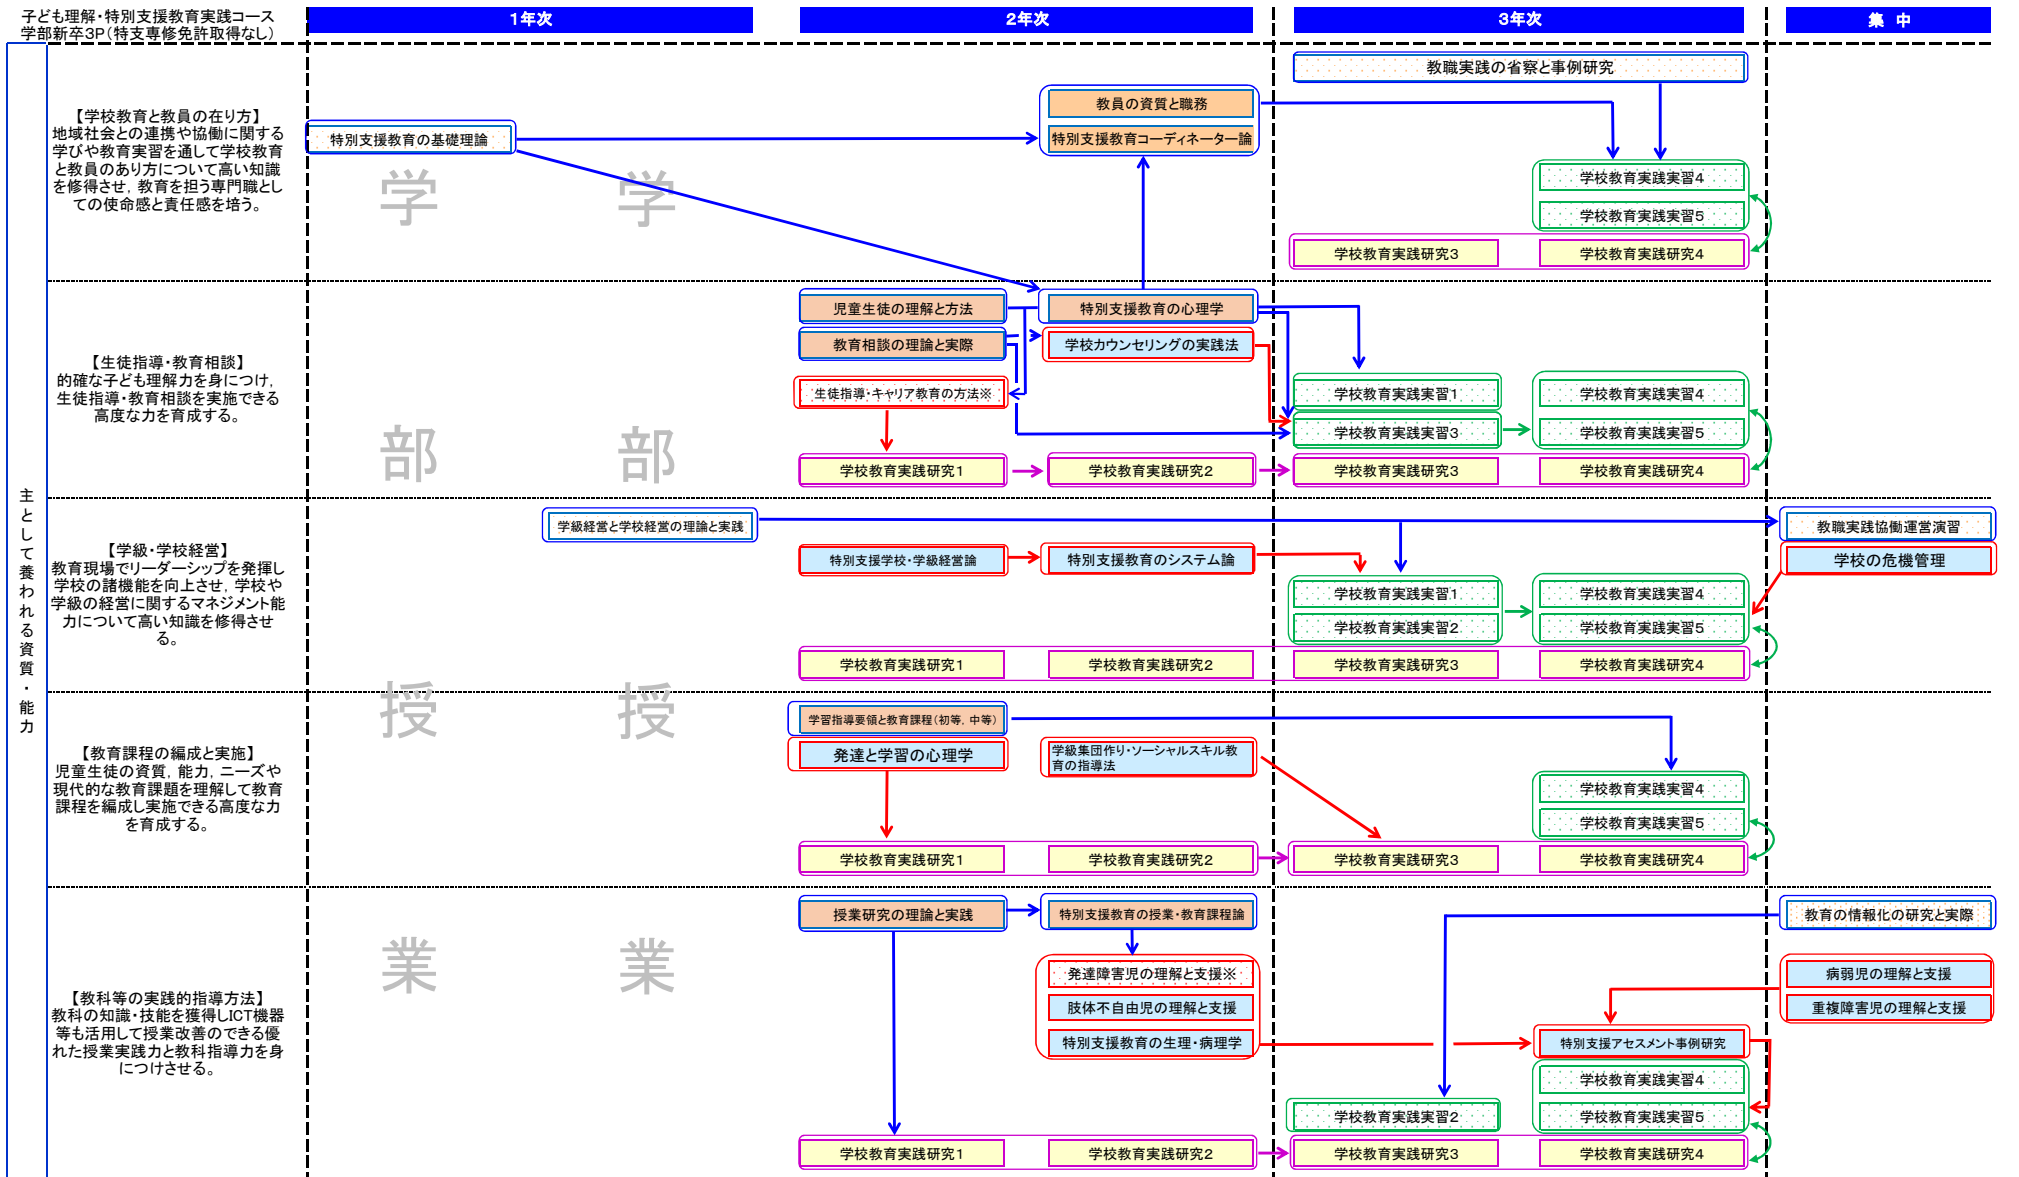 子ども理解・特別支援教育実践コース
学部新卒3P(特支専修免許取得なし)
1年次
2年次
3年次
集 中
主として養われる資質・能力
【学校教育と教員の在り方】
地域社会との連携や協働に関する
学びや教育実習を通して学校教育
と教員のあり方について高い知識
を修得させ，教育を担う専門職とし
ての使命感と責任感を培う。
特別支援教育の基礎理論
教員の資質と職務
特別支援教育コーディネーター論
教職実践の省察と事例研究
学校教育実践実習4
学校教育実践実習5
学校教育実践研究3
学校教育実践研究4
学
学
【生徒指導・教育相談】
的確な子ども理解力を身につけ，
生徒指導・教育相談を実施できる
高度な力を育成する。
児童生徒の理解と方法
教育相談の理論と実際
生徒指導・キャリア教育の方法※
特別支援教育の心理学
学校カウンセリングの実践法
学校教育実践実習1
学校教育実践実習3
学校教育実践実習4
学校教育実践実習5
学校教育実践研究1
学校教育実践研究2
学校教育実践研究3
学校教育実践研究4
部
部
【学級・学校経営】
教育現場でリーダーシップを発揮し
学校の諸機能を向上させ，学校や
学級の経営に関するマネジメント能
力について高い知識を修得させ
る。
学級経営と学校経営の理論と実践
特別支援学校・学級経営論
特別支援教育のシステム論
教職実践協働運営演習
学校の危機管理
学校教育実践実習1
学校教育実践実習2
学校教育実践実習4
学校教育実践実習5
学校教育実践研究1
学校教育実践研究2
学校教育実践研究3
学校教育実践研究4
授
授
【教育課程の編成と実施】
児童生徒の資質，能力，ニーズや
現代的な教育課題を理解して教育
課程を編成し実施できる高度な力
を育成する。
学習指導要領と教育課程(初等，中等)
発達と学習の心理学
学級集団作り・ソーシャルスキル教
育の指導法
学校教育実践実習4
学校教育実践実習5
学校教育実践研究1
学校教育実践研究2
学校教育実践研究3
学校教育実践研究4
業
業
【教科等の実践的指導方法】
教科の知識・技能を獲得しICT機器
等も活用して授業改善のできる優
れた授業実践力と教科指導力を身
につけさせる。
授業研究の理論と実践
特別支援教育の授業・教育課程論
発達障害児の理解と支援※
肢体不自由児の理解と支援
特別支援教育の生理・病理学
教育の情報化の研究と実際
病弱児の理解と支援
重複障害児の理解と支援
特別支援アセスメント事例研究
学校教育実践実習4
学校教育実践実習2
学校教育実践実習5
学校教育実践研究1
学校教育実践研究2
学校教育実践研究3
学校教育実践研究4